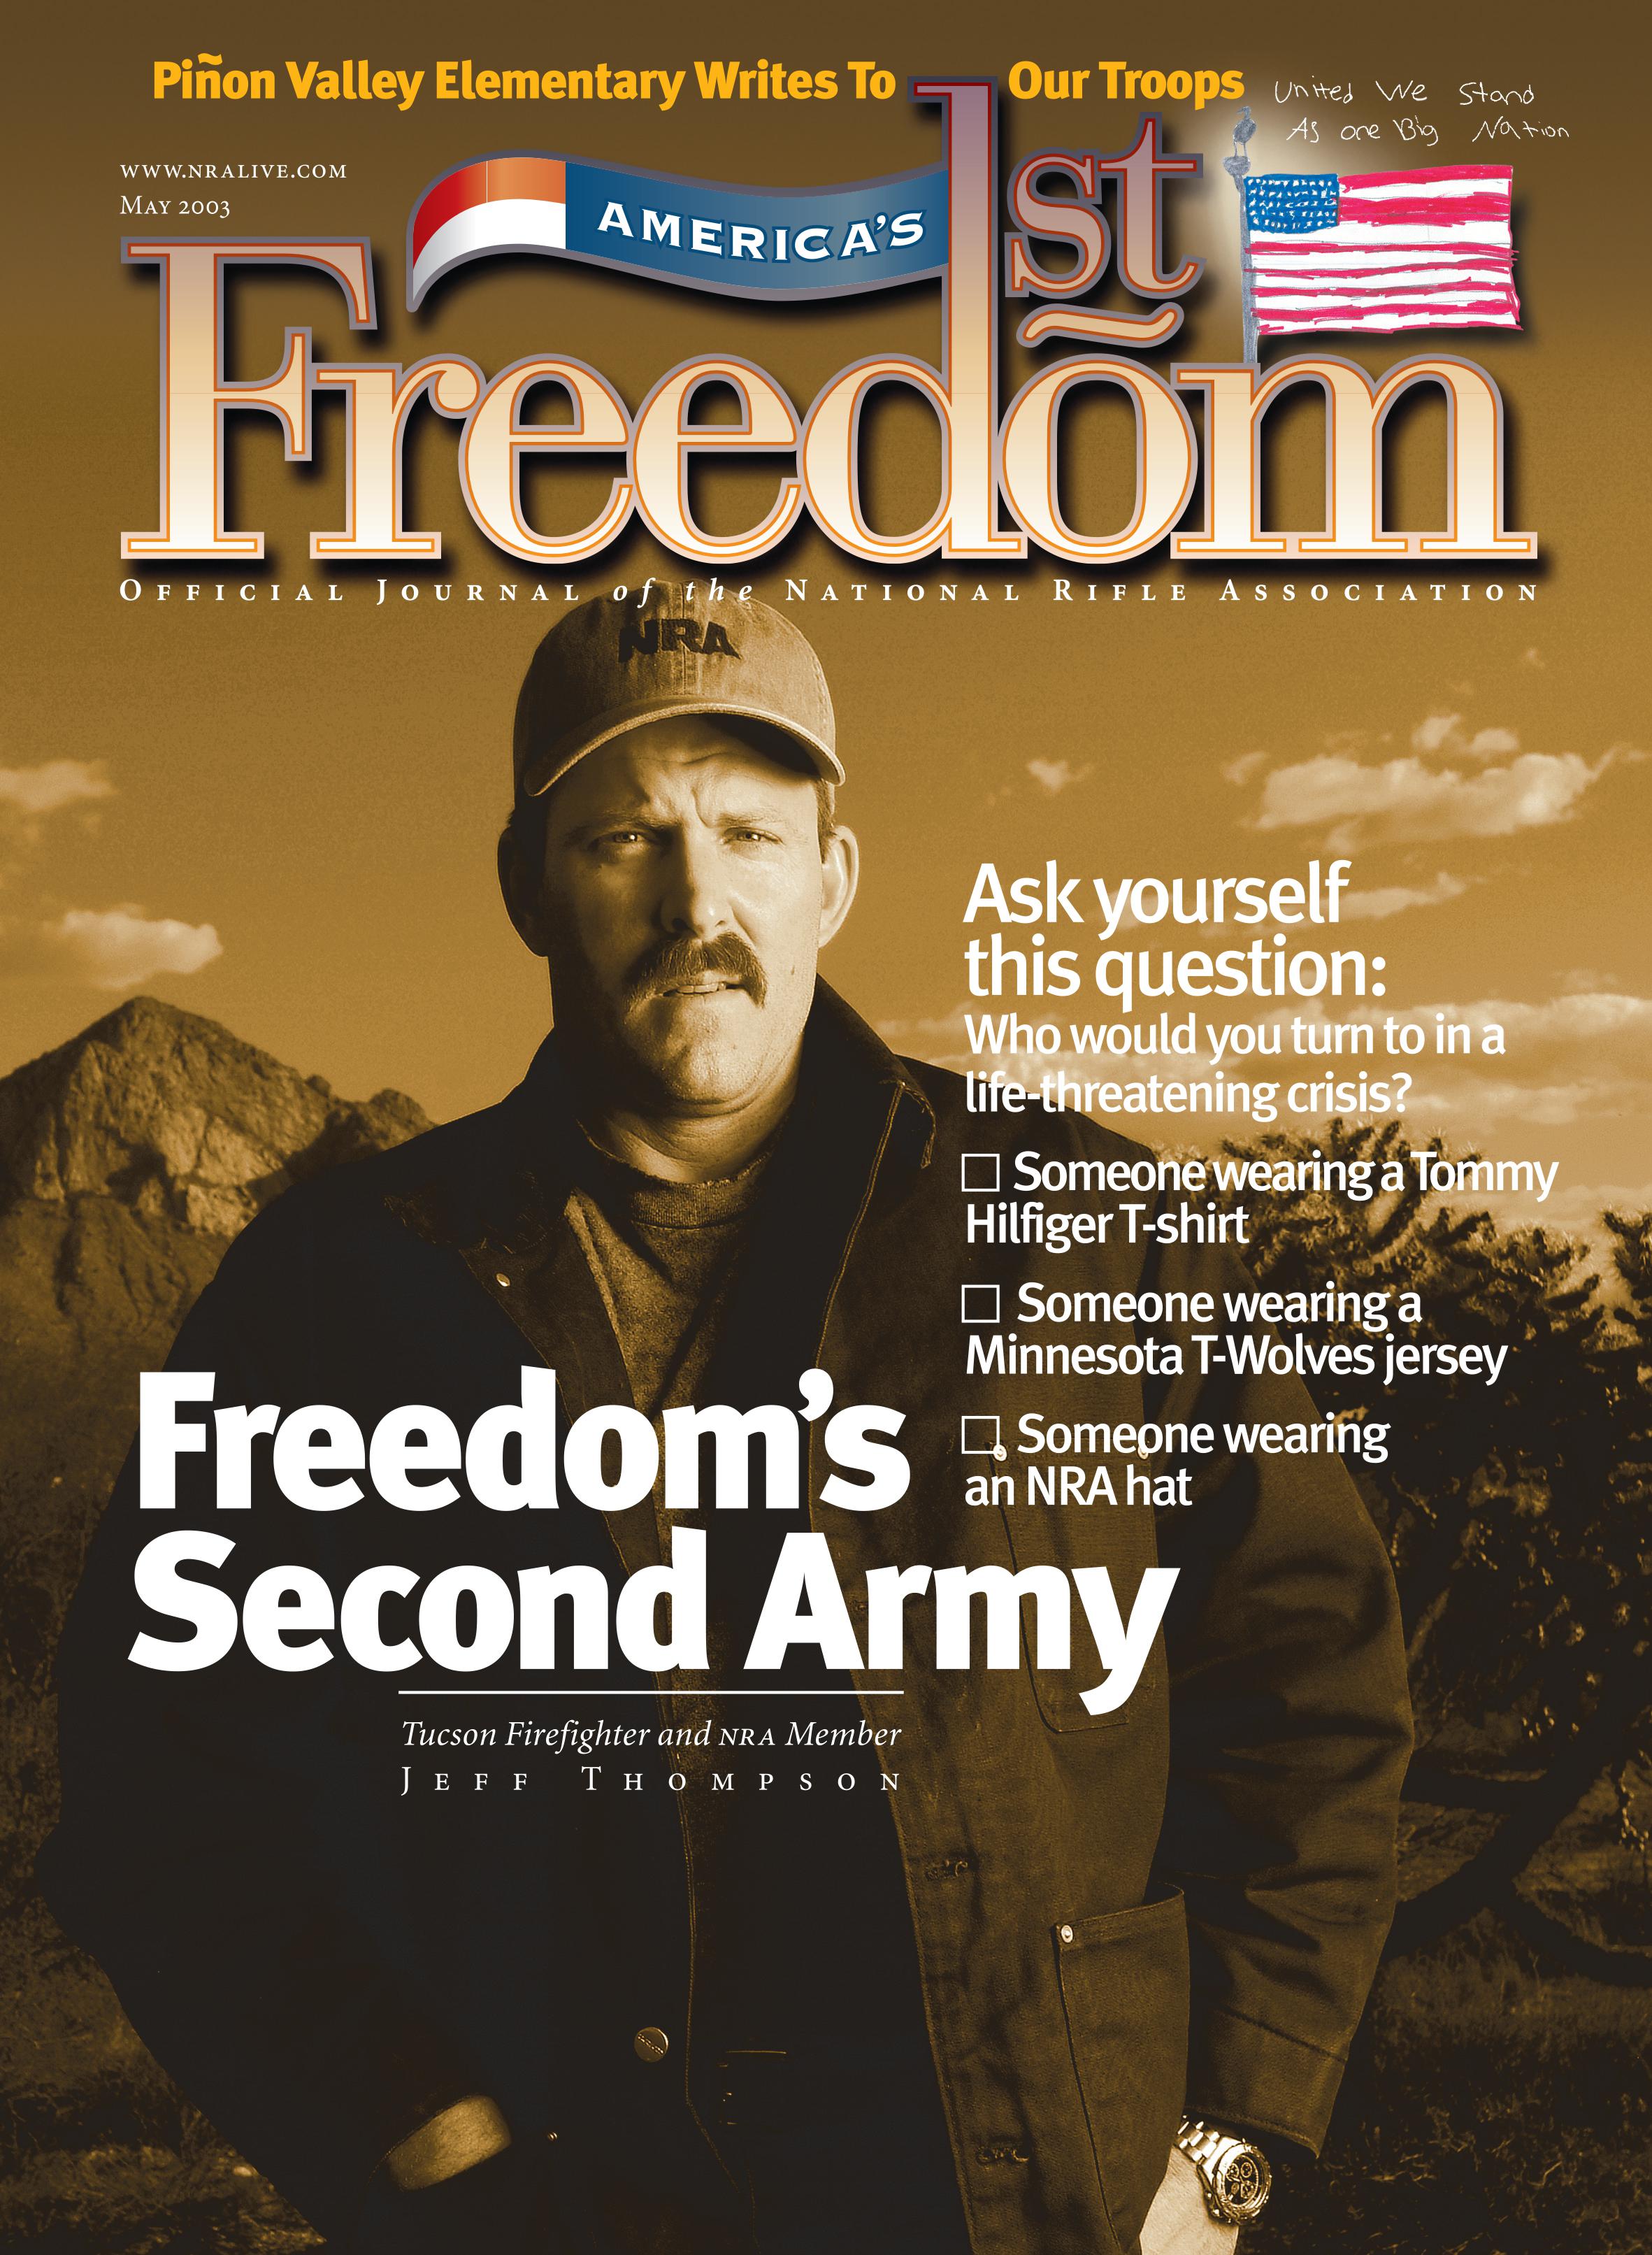 Piñon Valley Elementary Writes To Our Troops
United We Stand
As one Big Nation
WWW.NRALIVE.COM
MAY 2003
AMERICA'S
1st
Freedom
OFFICIAL JOURNAL of the NATIONAL RIFLE ASSOCIATION
NRA
Ask yourself
this question:
Who would you turn to in a
life-threatening crisis?
Someone wearing a Tommy
Hilfiger T-shirt
Someone wearing a
Minnesota T-Wolves jersey
Someone wearing
an NRA hat
Freedom's
Second Army
Tucson Firefighter and NRA Member
JEFF THOMPSON